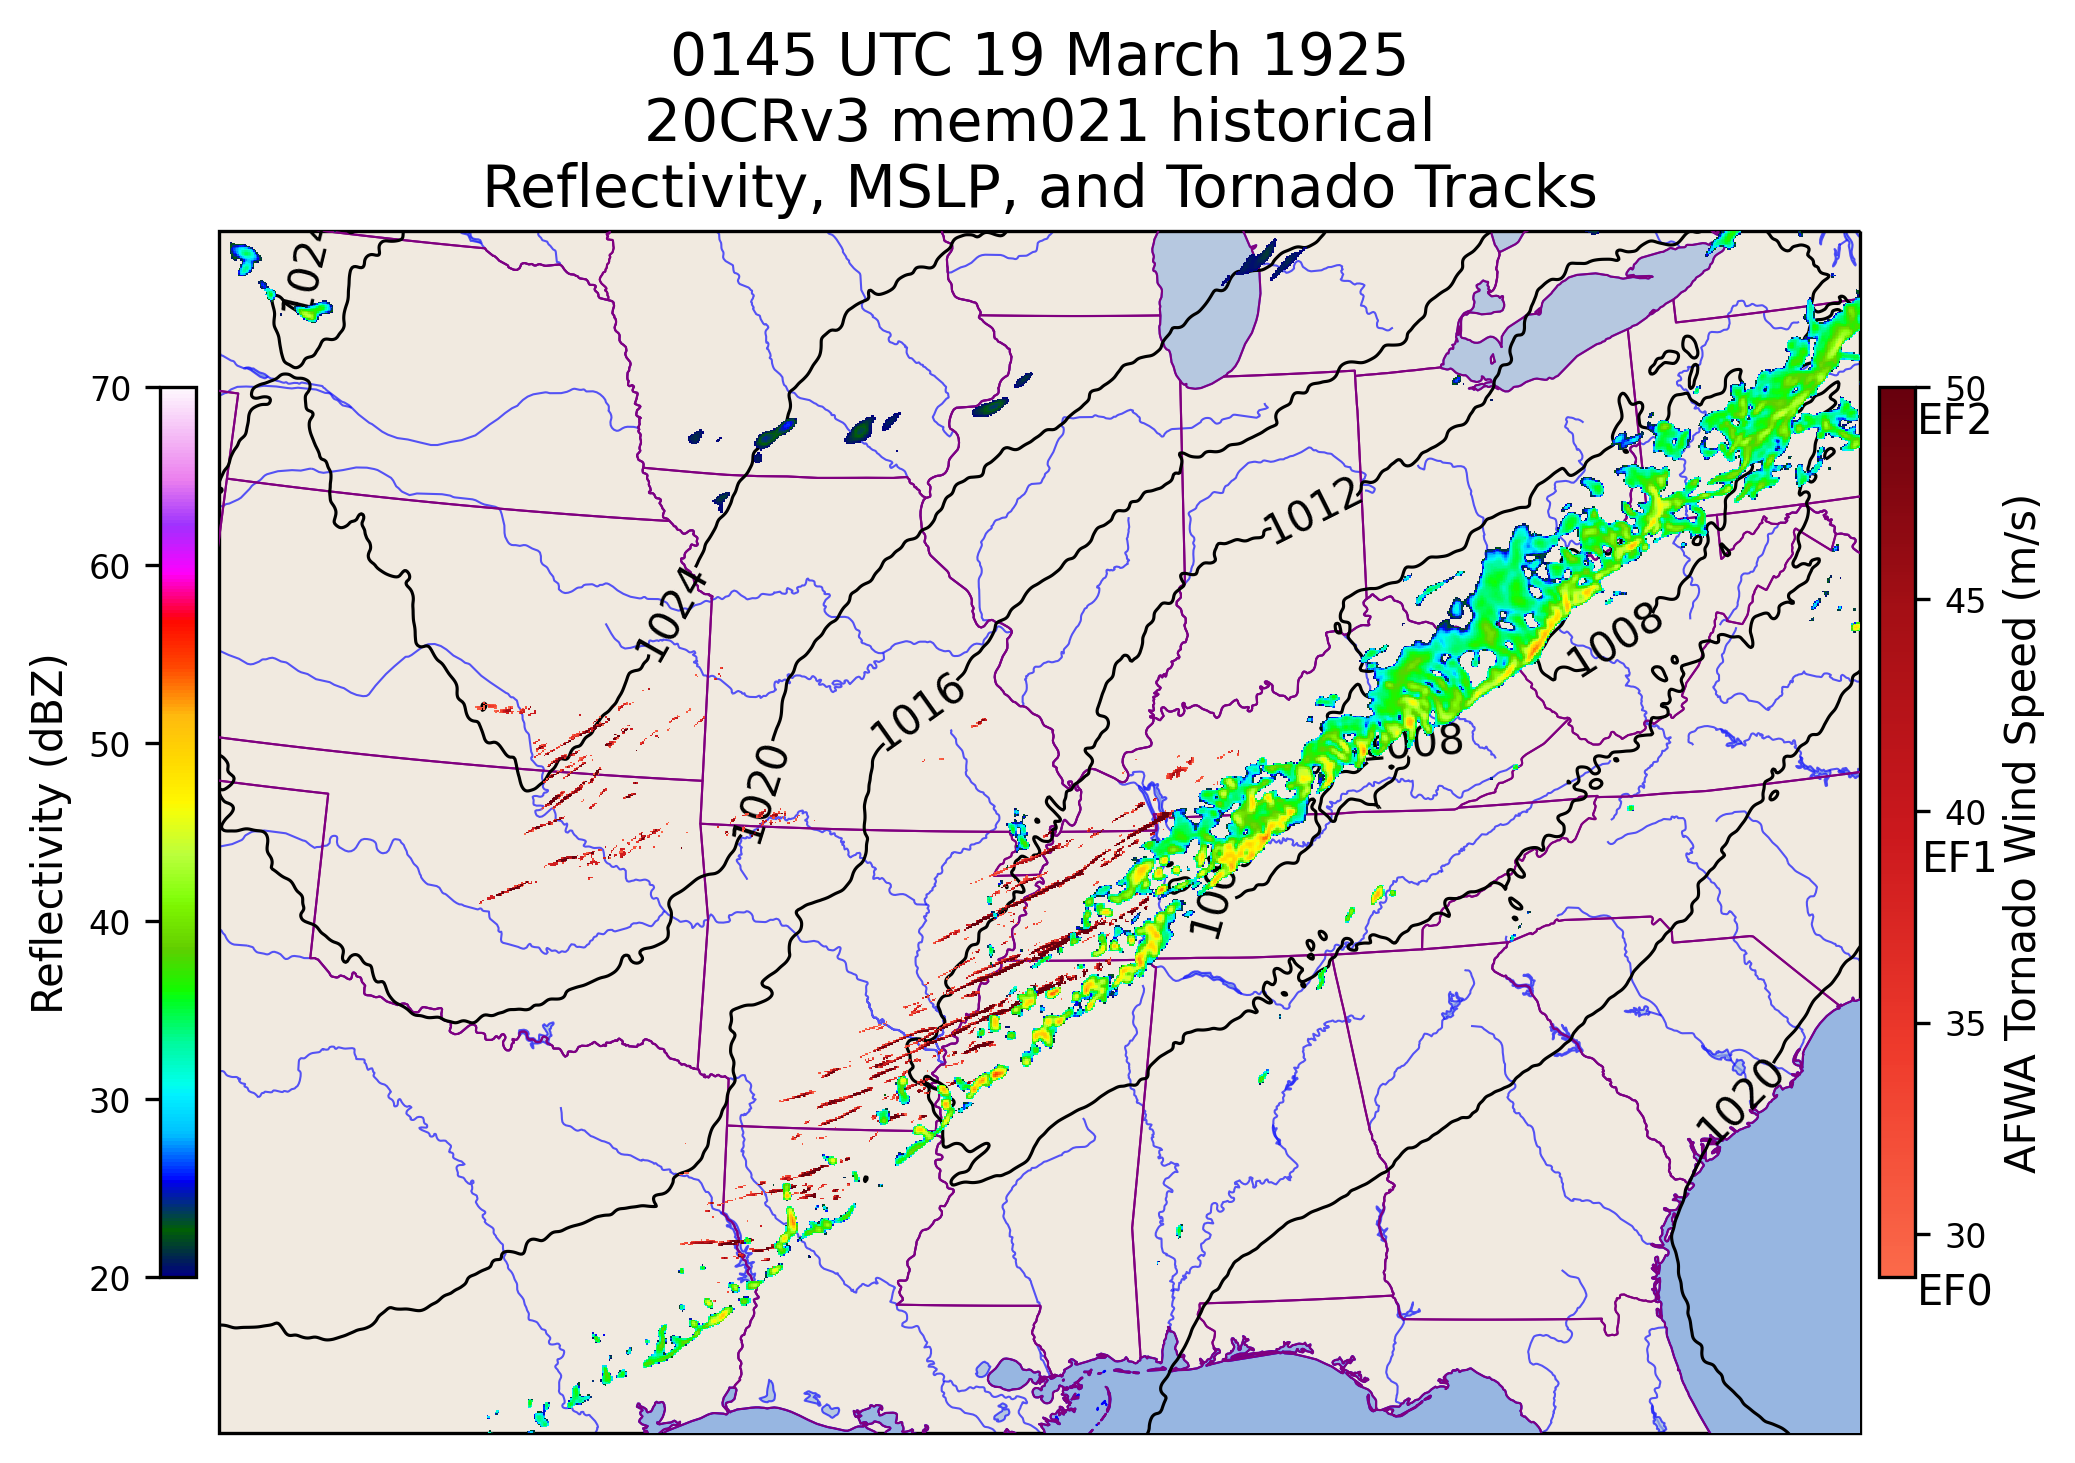 0145 UTC 19 March 1925
20CRv3 mem021 historical
Reflectivity, MSLP, and Tornado Tracks
Reflectivity (dBZ)
70
60
50
40
30
20
1024
1024
1020
1016
1012
1008
1008
1020
50
EF2
45
40
EF1
35
30
EF0
AFWA Tornado Wind Speed (m/s)